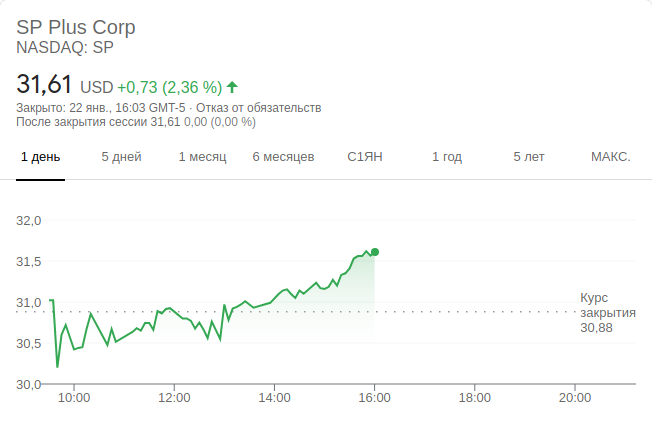 SP Plus Corp
NASDAQ: SP
31,61 USD +0,73 (2,36 %)
Закрыто: 22 янв., 16:03 GMT-5 · Отказ от обязательств
После закрытия сессии 31,61 0,00 (0,00 %)
1 день 5 дней 1 месяц 6 месяцев С1ЯН 1 год 5 лет МАКС.
32,0
31,5
31,0
Курс
закрытия
30,88
30,5
30,0
10:00 12:00 14:00 16:00 18:00 20:00